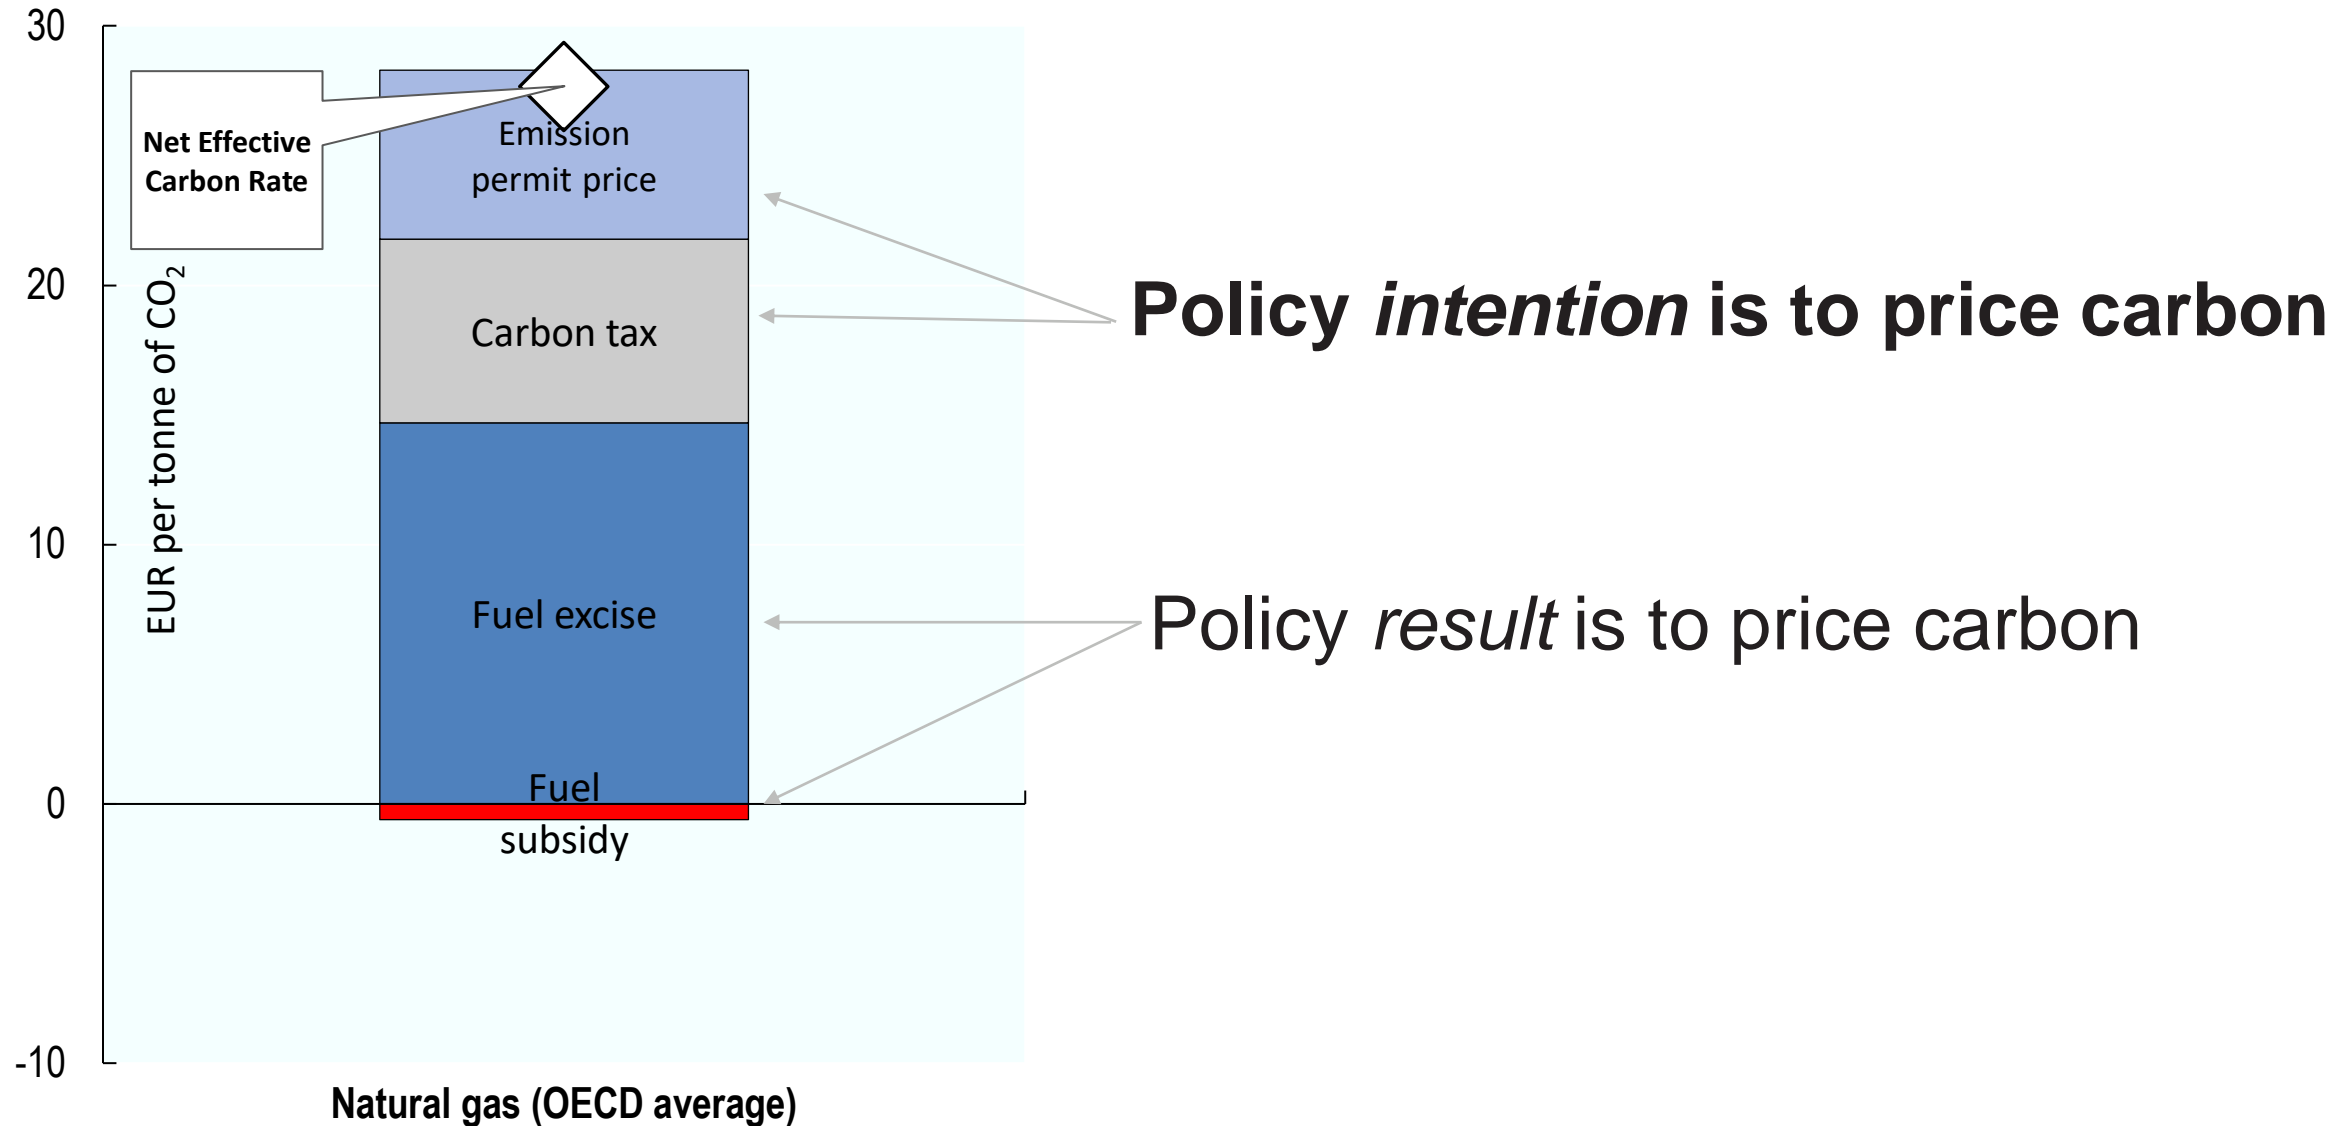 30
20
10
0
-10
EUR per tonne of CO₂
Net Effective
Carbon Rate
Emission
permit price
Carbon tax
Fuel excise
Fuel
subsidy
Natural gas (OECD average)
Policy intention is to price carbon
Policy result is to price carbon